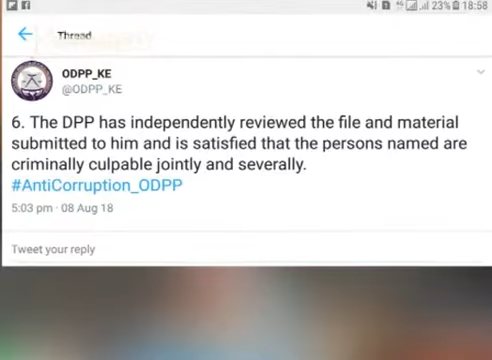 23% 18:58
Thread
ODPP_KE
@ODPP_KE
6. The DPP has independently reviewed the file and material
submitted to him and is satisfied that the persons named are
criminally culpable jointly and severally.
#AntiCorruption_ODPP
5:03 pm · 08 Aug 18
Tweet your reply